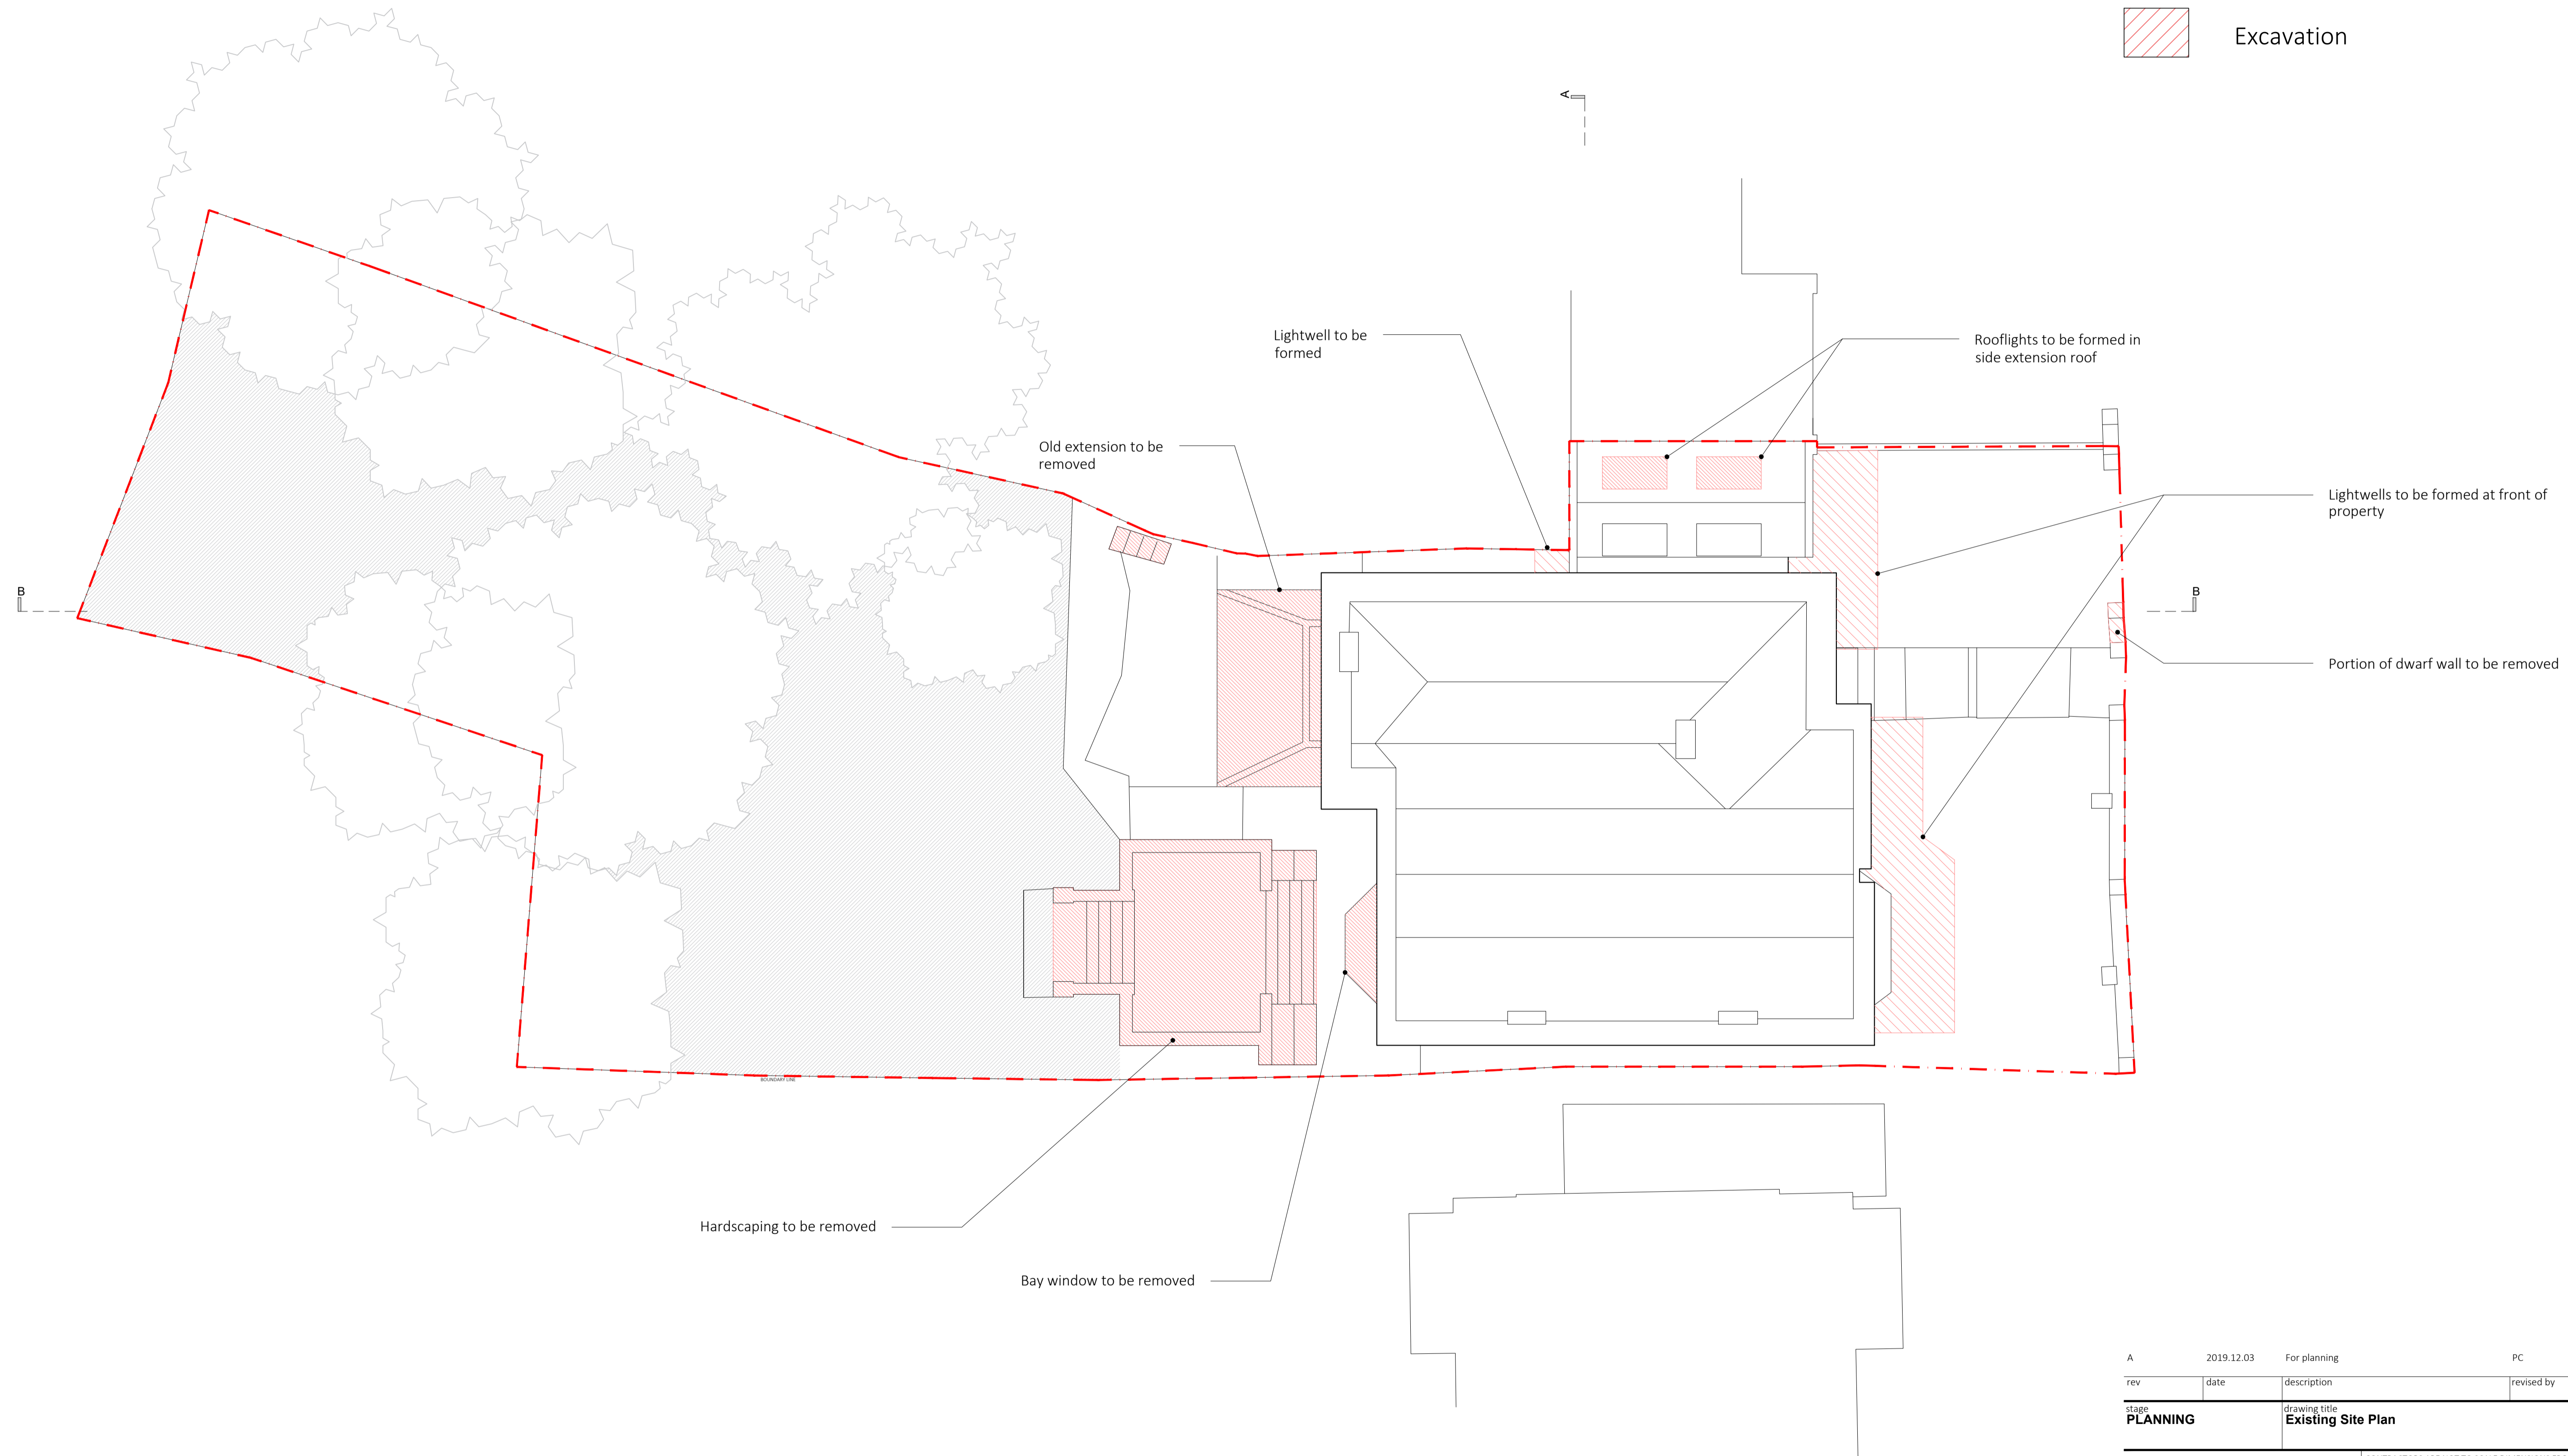 Excavation
A
Lightwell to be
formed
Rooflights to be formed in
side extension roof
Old extension to be
removed
Lightwells to be formed at front of
property
B
B
Portion of dwarf wall to be removed
BOUNDARY LINE
Hardscaping to be removed
Bay window to be removed
A 2019.12.03 For planning PC
rev date description revised by
stage drawing title
PLANNING Existing Site Plan